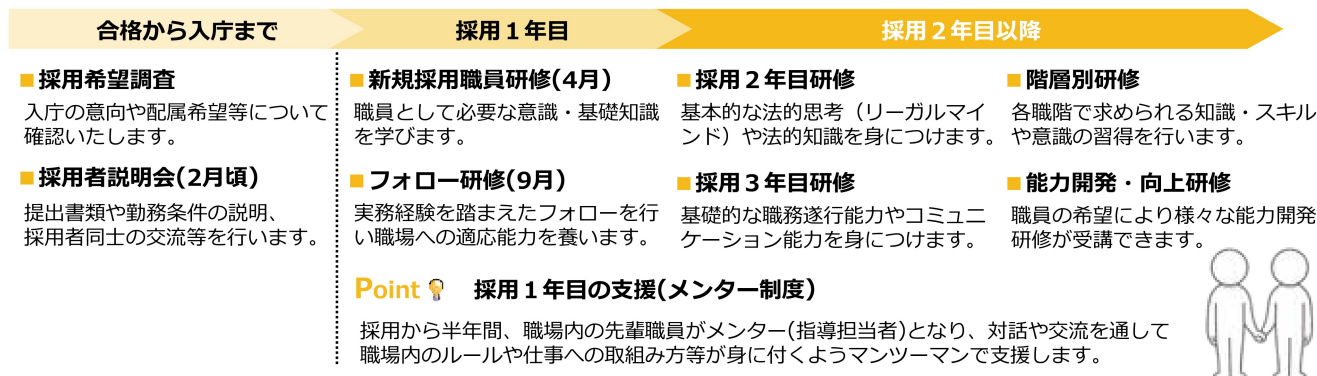 合格から入庁まで
採用１年目
採用２年目以降
■採用希望調査
入庁の意向や配属希望等について
確認いたします。
■採用者説明会(2月頃)
提出書類や勤務条件の説明、
採用者同士の交流等を行います。
■新規採用職員研修(4月)
職員として必要な意識・基礎知識
を学びます。
■フォロー研修(9月)
実務経験を踏まえたフォローを行
い職場への適応能力を養います。
■採用２年目研修
基本的な法的思考（リーガルマイ
ンド）や法的知識を身につけます。
■採用３年目研修
基礎的な職務遂行能力やコミュニ
ケーション能力を身につけます。
■階層別研修
各職階で求められる知識・スキル
や意識の習得を行います。
■能力開発・向上研修
職員の希望により様々な能力開発
研修が受講できます。
Point 採用１年目の支援(メンター制度)
採用から半年間、職場内の先輩職員がメンター(指導担当者)となり、対話や交流を通して
職場内のルールや仕事への取組み方等が身に付くようマンツーマンで支援します。